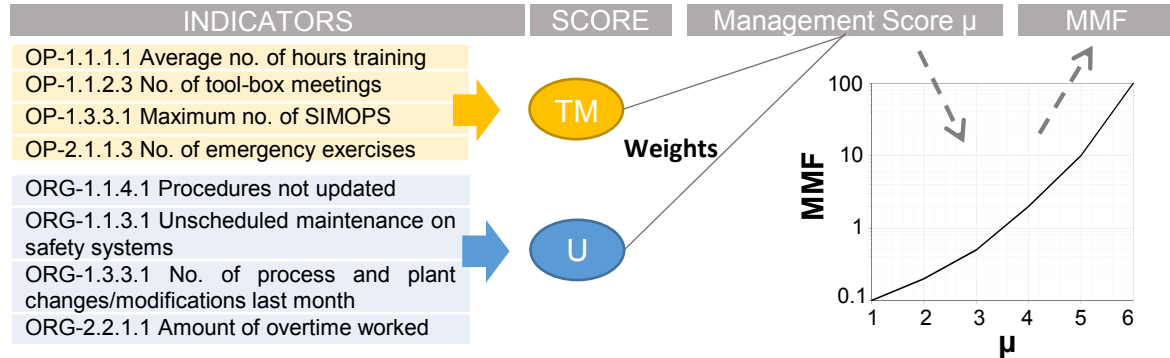 INDICATORS
SCORE
Management Score µ
MMF
OP-1.1.1.1 Average no. of hours training
OP-1.1.2.3 No. of tool-box meetings
OP-1.3.3.1 Maximum no. of SIMOPS
OP-2.1.1.3 No. of emergency exercises
TM
Weights
ORG-1.1.4.1 Procedures not updated
ORG-1.1.3.1 Unscheduled maintenance on
safety systems
ORG-1.3.3.1 No. of process and plant
changes/modifications last month
ORG-2.2.1.1 Amount of overtime worked
U
MMF
100
10
1
0.1
1 2 3 4 5 6
µ